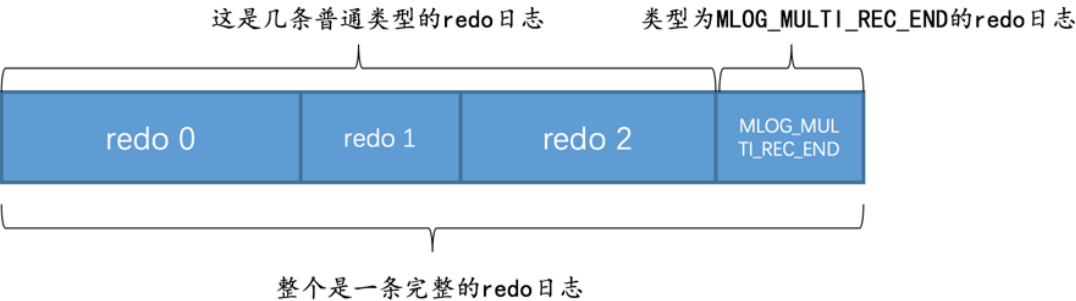 这是几条普通类型的redo日志
类型为MLOG_MULTI_REC_END的redo日志
redo 0
redo 1
redo 2
MLOG_MUL
TI_REC_END
整个是一条完整的redo日志